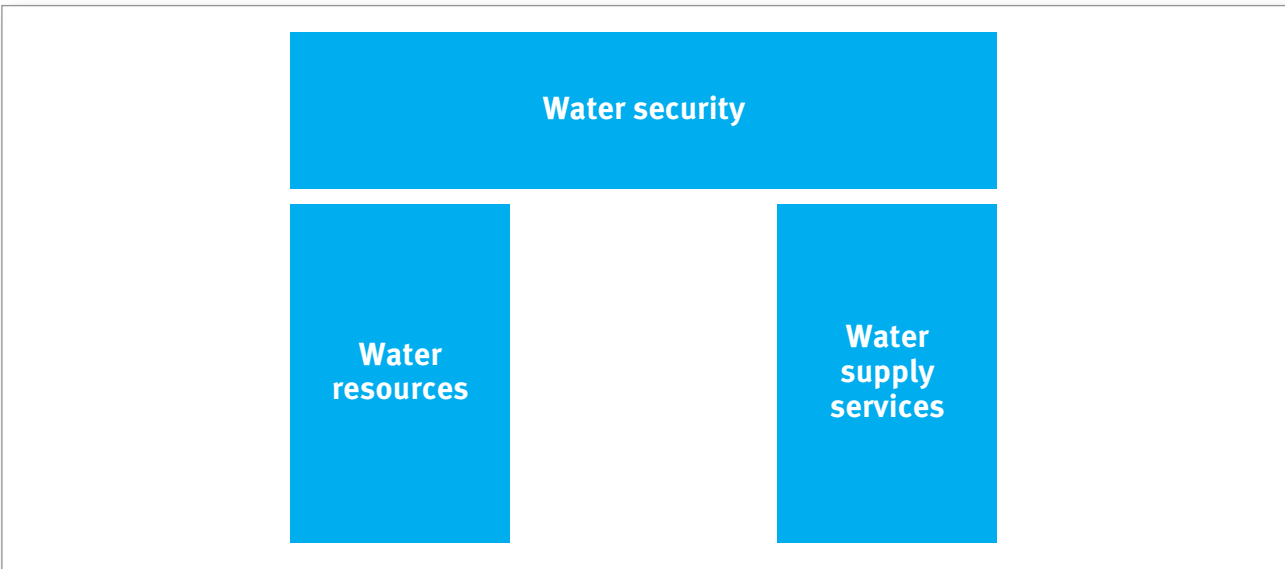 Water security
Water
resources
Water
supply
services